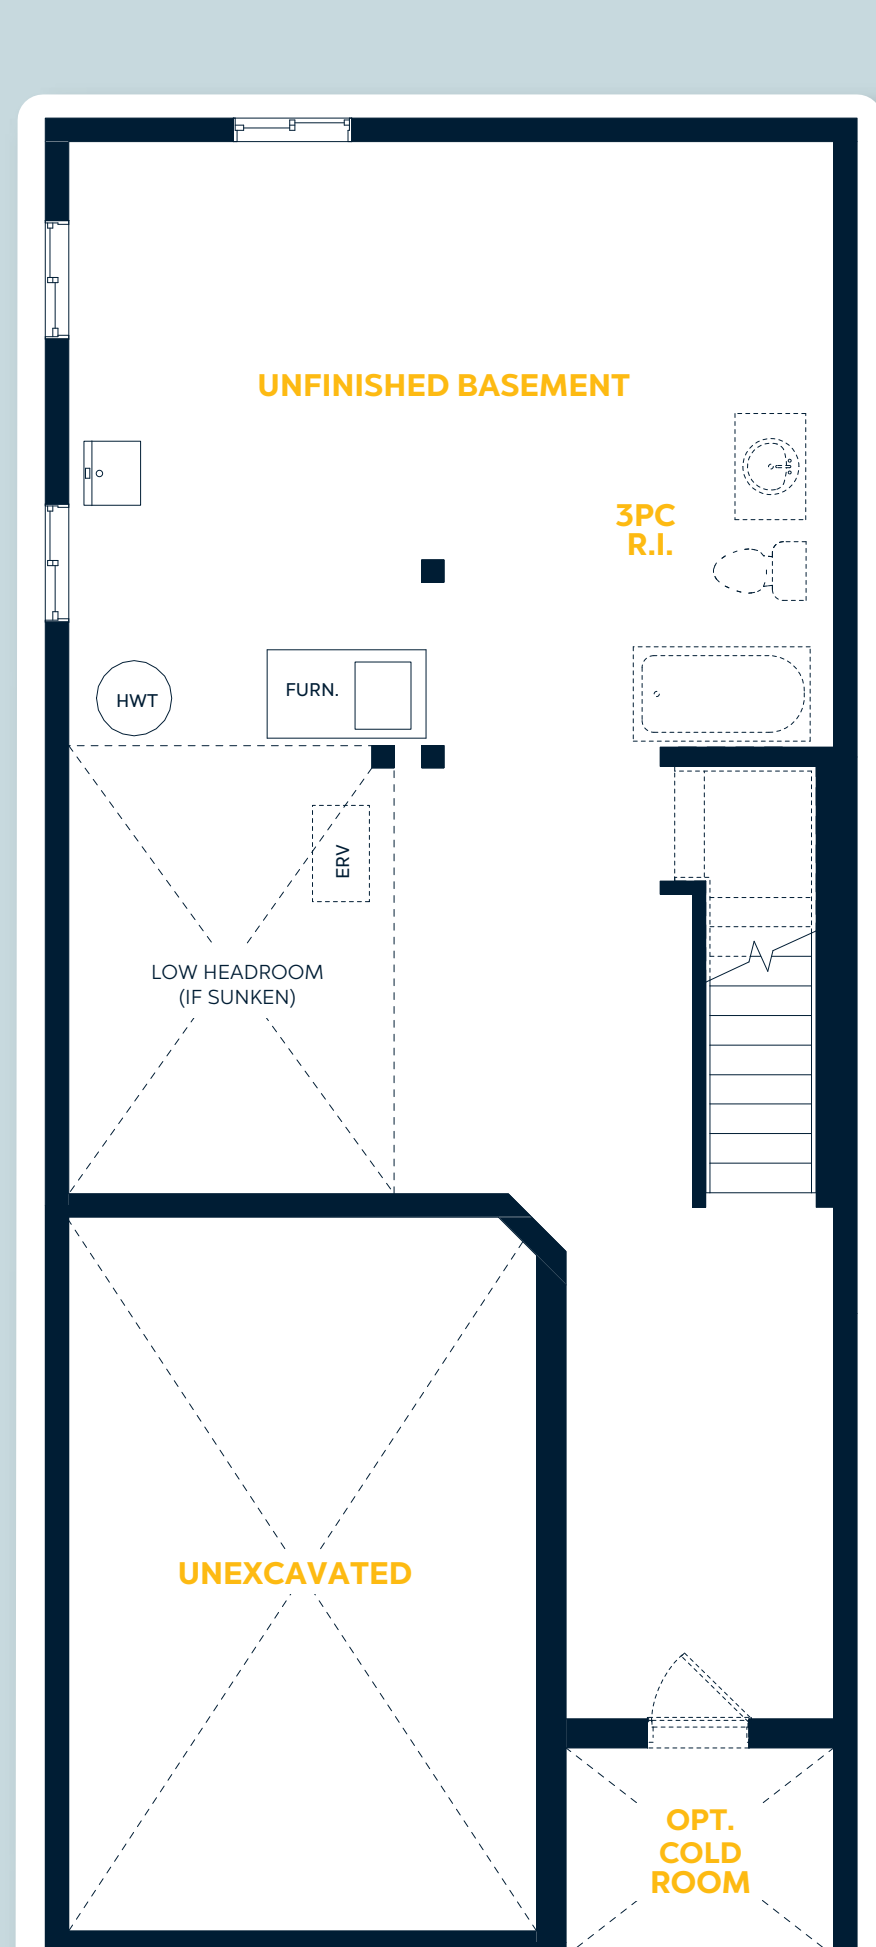 UNFINISHED BASEMENT
3PC
R.I.
FURN.
HWT
ERV
LOW HEADROOM
(IF SUNKEN)
UNEXCAVATED
OPT.
COLD
ROOM